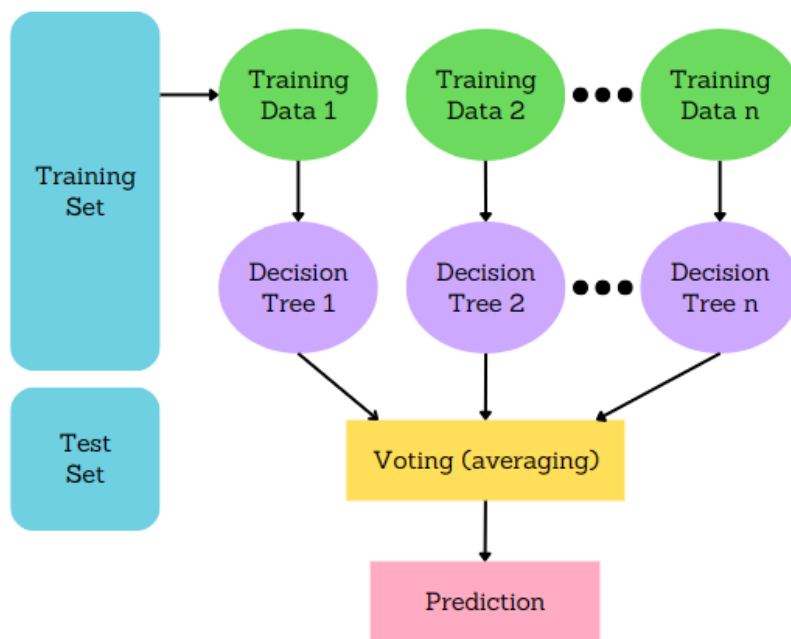 Training
Set
Training
Data 1
Training
Data 2
Training
Data n
Decision
Tree 1
Decision
Tree 2
Decision
Tree n
Test
Set
Voting (averaging)
Prediction